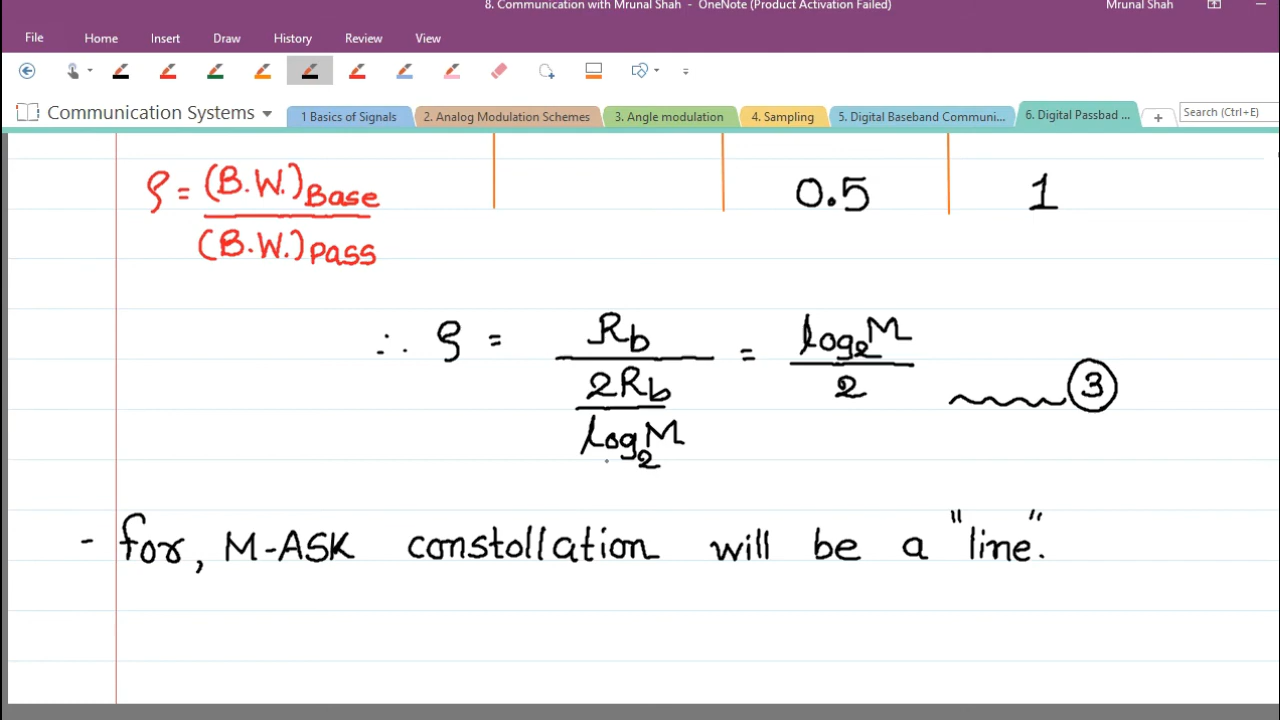 8. Communication with Mrunal Shah - OneNote (Product Activation Failed) Mrunal Shah
File Home Insert Draw History Review View
Communication Systems 1 Basics of Signals 2. Analog Modulation Schemes 3. Angle modulation 4. Sampling 5. Digital Baseband Communi... 6. Digital Passbad ... + Search (Ctrl+E)
ρ = (B.W.)Base / (B.W.)Pass 0.5 1
∴ ρ = Rb / (2Rb / log₂M) = log₂M / 2 ③
- for, M-ASK constollation will be a "line".